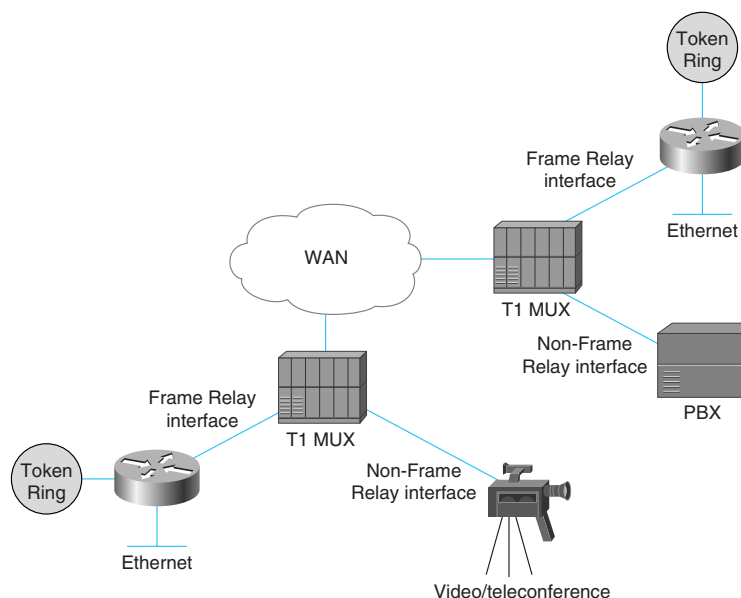 Token
Ring
Frame Relay
interface
Ethernet
WAN
T1 MUX
Non-Frame
Relay interface
PBX
Frame Relay
interface
T1 MUX
Token
Ring
Non-Frame
Relay interface
Ethernet
Video/teleconference